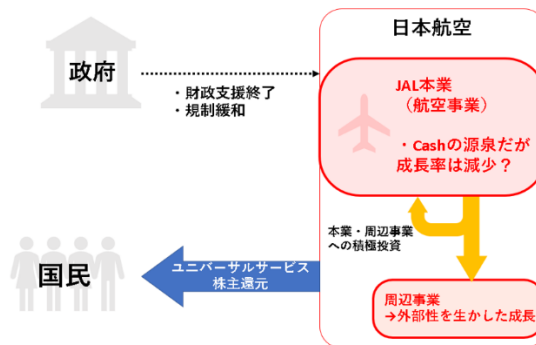 日本航空
政府
・財政支援終了
・規制緩和
JAL本業
（航空事業）
・Cashの源泉だが
成長率は減少？
本業・周辺事業
への積極投資
国民
ユニバーサルサービス
株主還元
周辺事業
→外部性を生かした成長